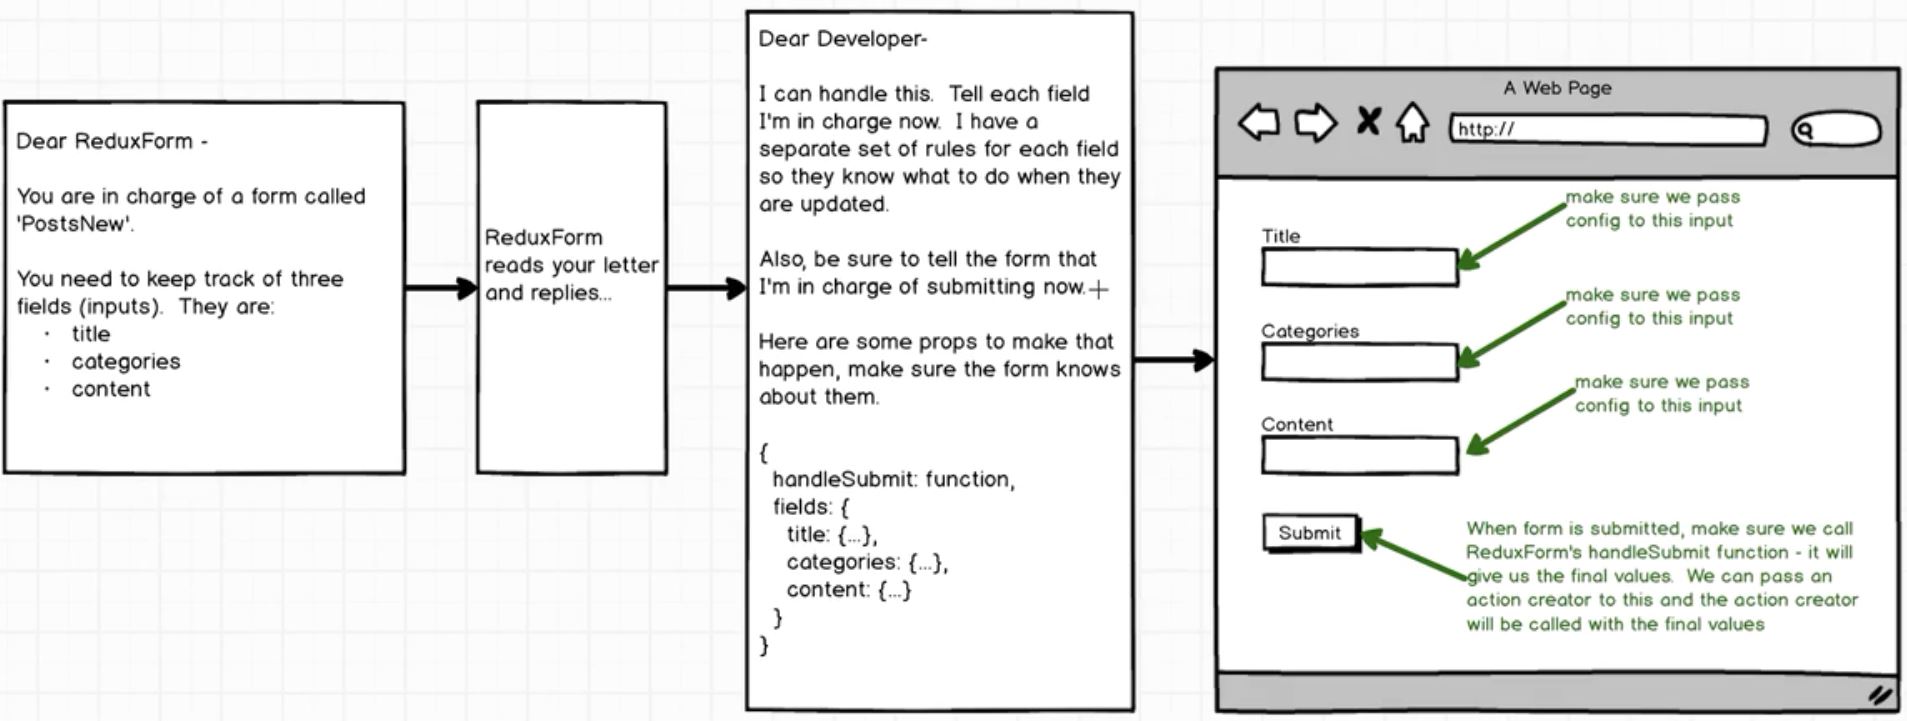 Dear ReduxForm -
You are in charge of a form called
'PostsNew'.
You need to keep track of three
fields (inputs).  They are:
· title
· categories
· content
ReduxForm
reads your letter
and replies...
Dear Developer-
I can handle this.  Tell each field
I'm in charge now.  I have a
separate set of rules for each field
so they know what to do when they
are updated.
Also, be sure to tell the form that
I'm in charge of submitting now.
Here are some props to make that
happen, make sure the form knows
about them.
{
handleSubmit: function,
fields: {
title: {...},
categories: {...},
content: {...}
}
}
A Web Page
http://
make sure we pass
config to this input
Title
make sure we pass
config to this input
Categories
make sure we pass
config to this input
Content
Submit
When form is submitted, make sure we call
ReduxForm's handleSubmit function - it will
give us the final values.  We can pass an
action creator to this and the action creator
will be called with the final values